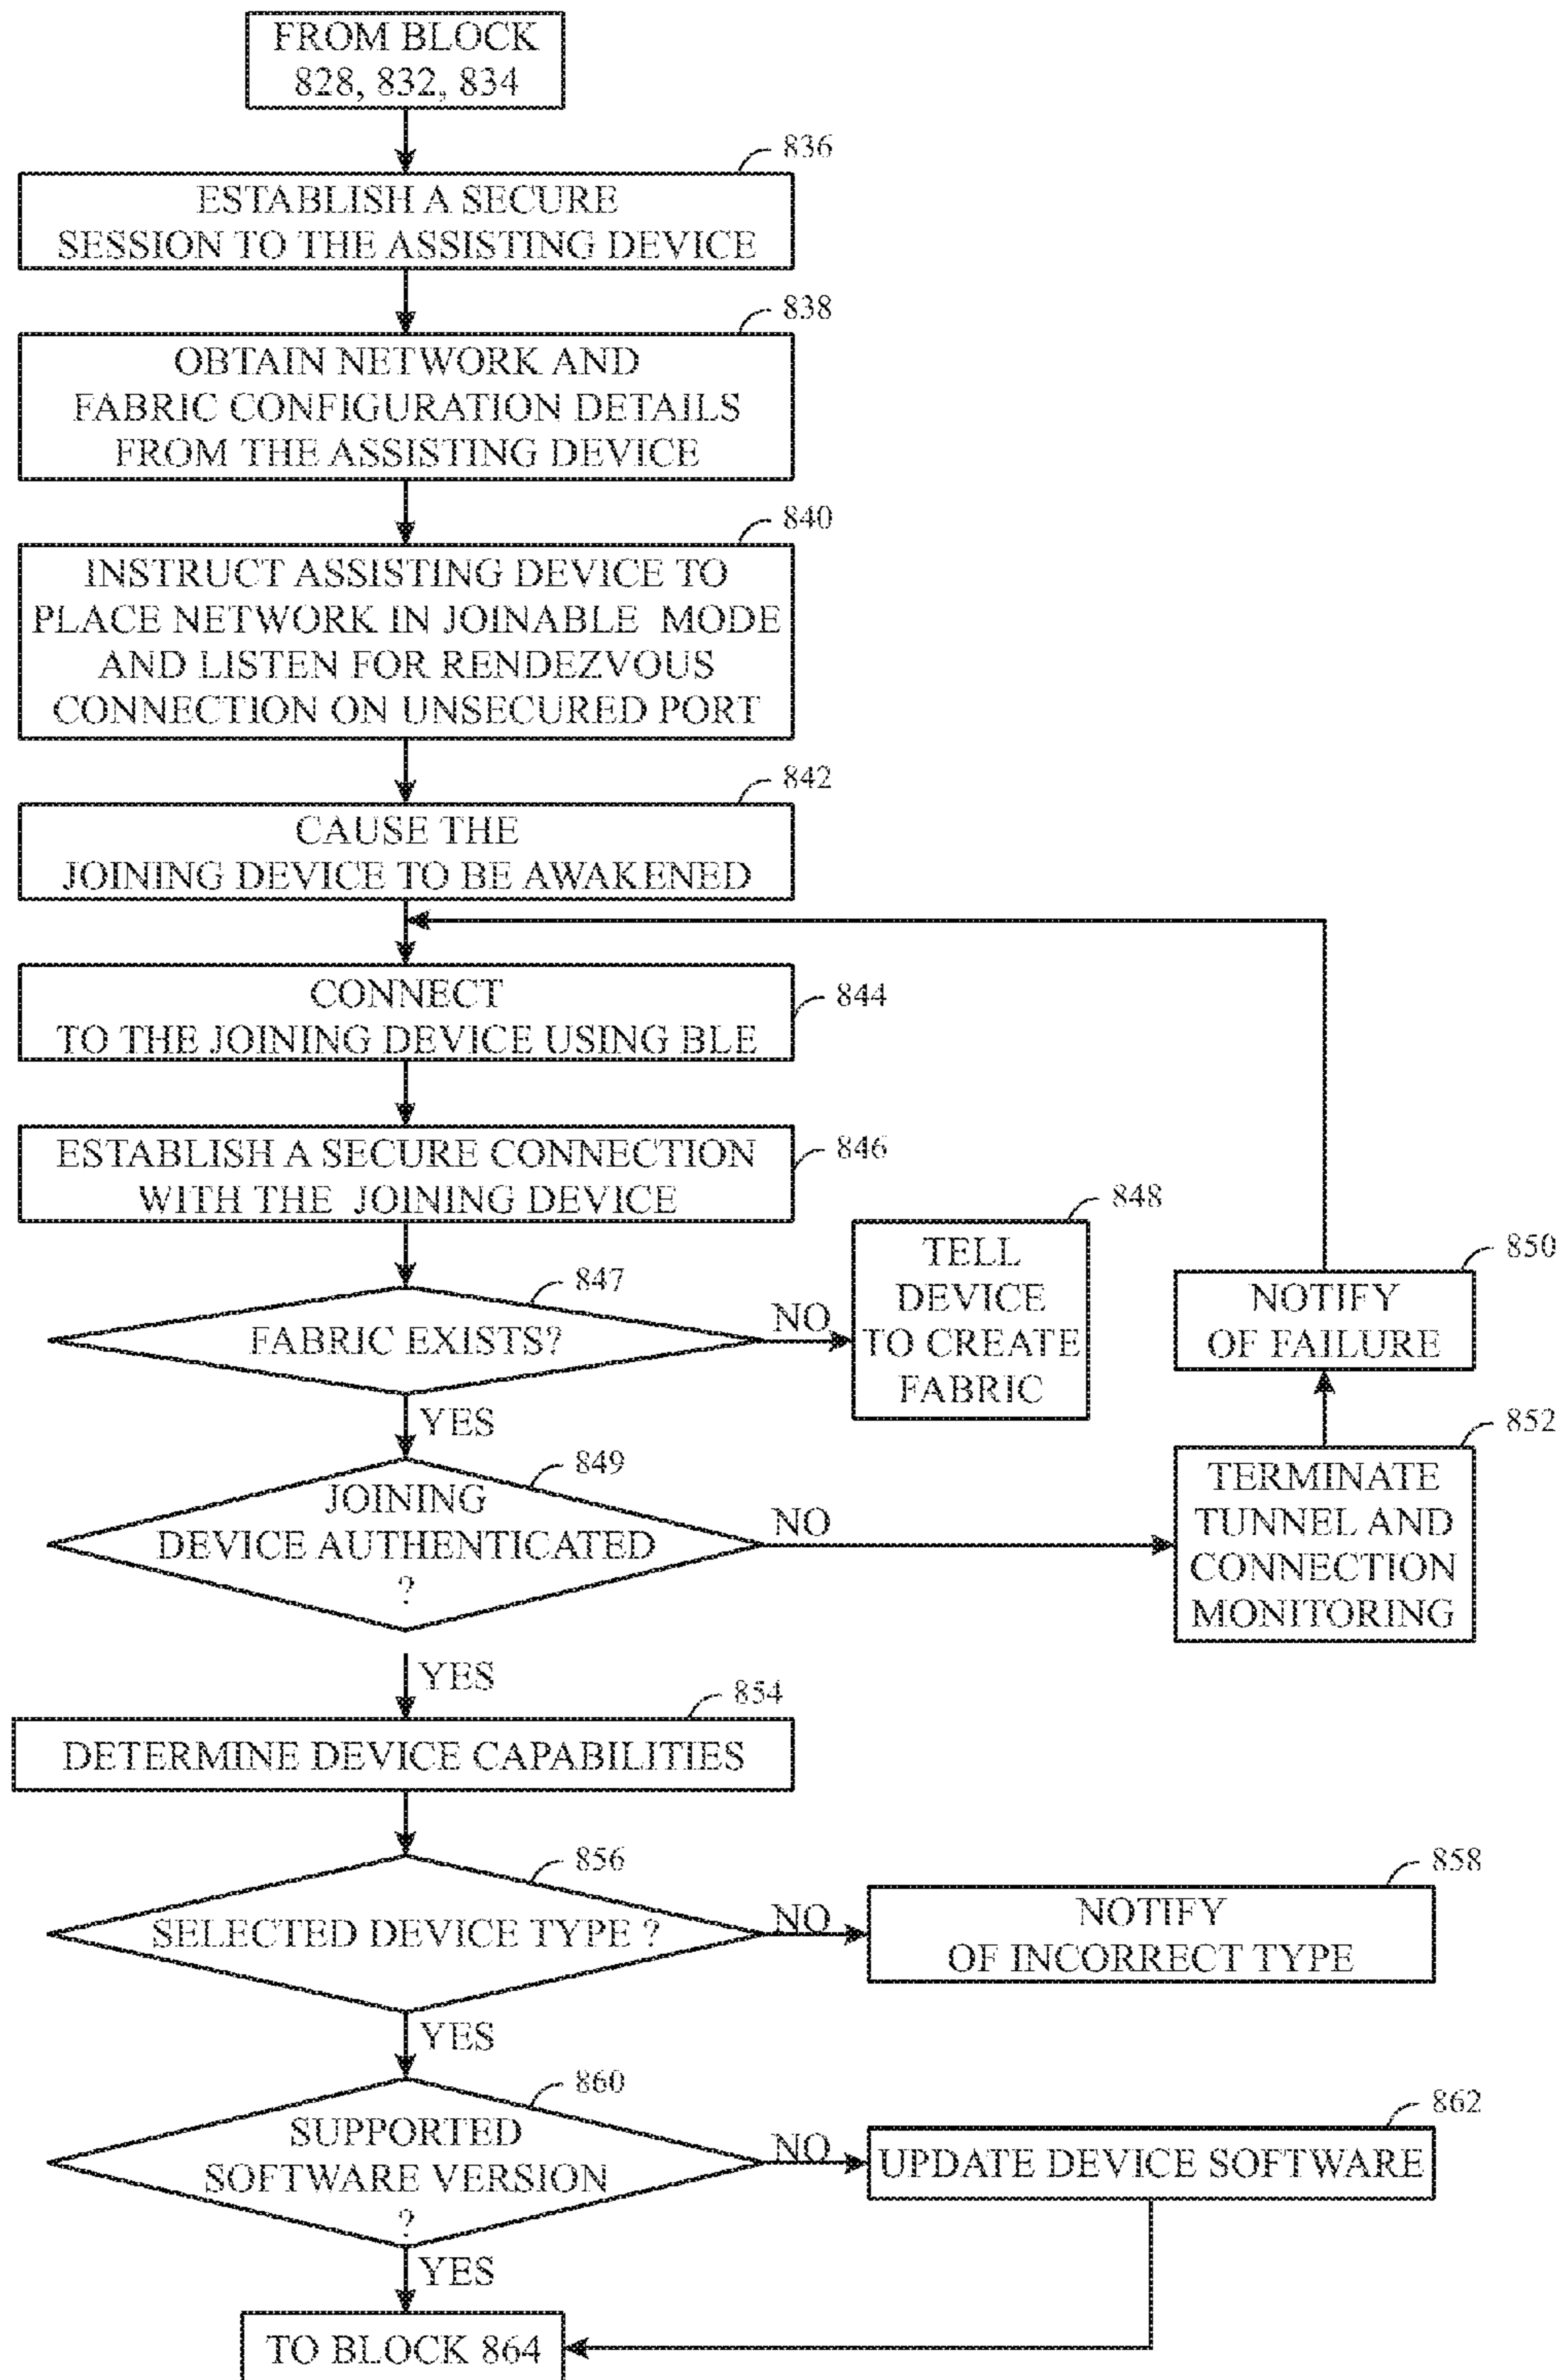 FROM BLOCK
828, 832, 834
836
ESTABLISH A SECURE
SESSION TO THE ASSISTING DEVICE
838
OBTAIN NETWORK AND
FABRIC CONFIGURATION DETAILS
FROM THE ASSISTING DEVICE
840
INSTRUCT ASSISTING DEVICE TO
PLACE NETWORK IN JOINABLE MODE
AND LISTEN FOR RENDEZVOUS
CONNECTION ON UNSECURED PORT
842
CAUSE THE
JOINING DEVICE TO BE AWAKENED
CONNECT
TO THE JOINING DEVICE USING BLE
844
ESTABLISH A SECURE CONNECTION
WITH THE JOINING DEVICE
846
847
FABRIC EXISTS?
NO
848
TELL
DEVICE
TO CREATE
FABRIC
850
NOTIFY
OF FAILURE
YES
849
JOINING
DEVICE AUTHENTICATED
?
NO
852
TERMINATE
TUNNEL AND
CONNECTION
MONITORING
YES
854
DETERMINE DEVICE CAPABILITIES
856
SELECTED DEVICE TYPE ?
NO
858
NOTIFY
OF INCORRECT TYPE
YES
860
SUPPORTED
SOFTWARE VERSION
?
NO
862
UPDATE DEVICE SOFTWARE
YES
TO BLOCK 864